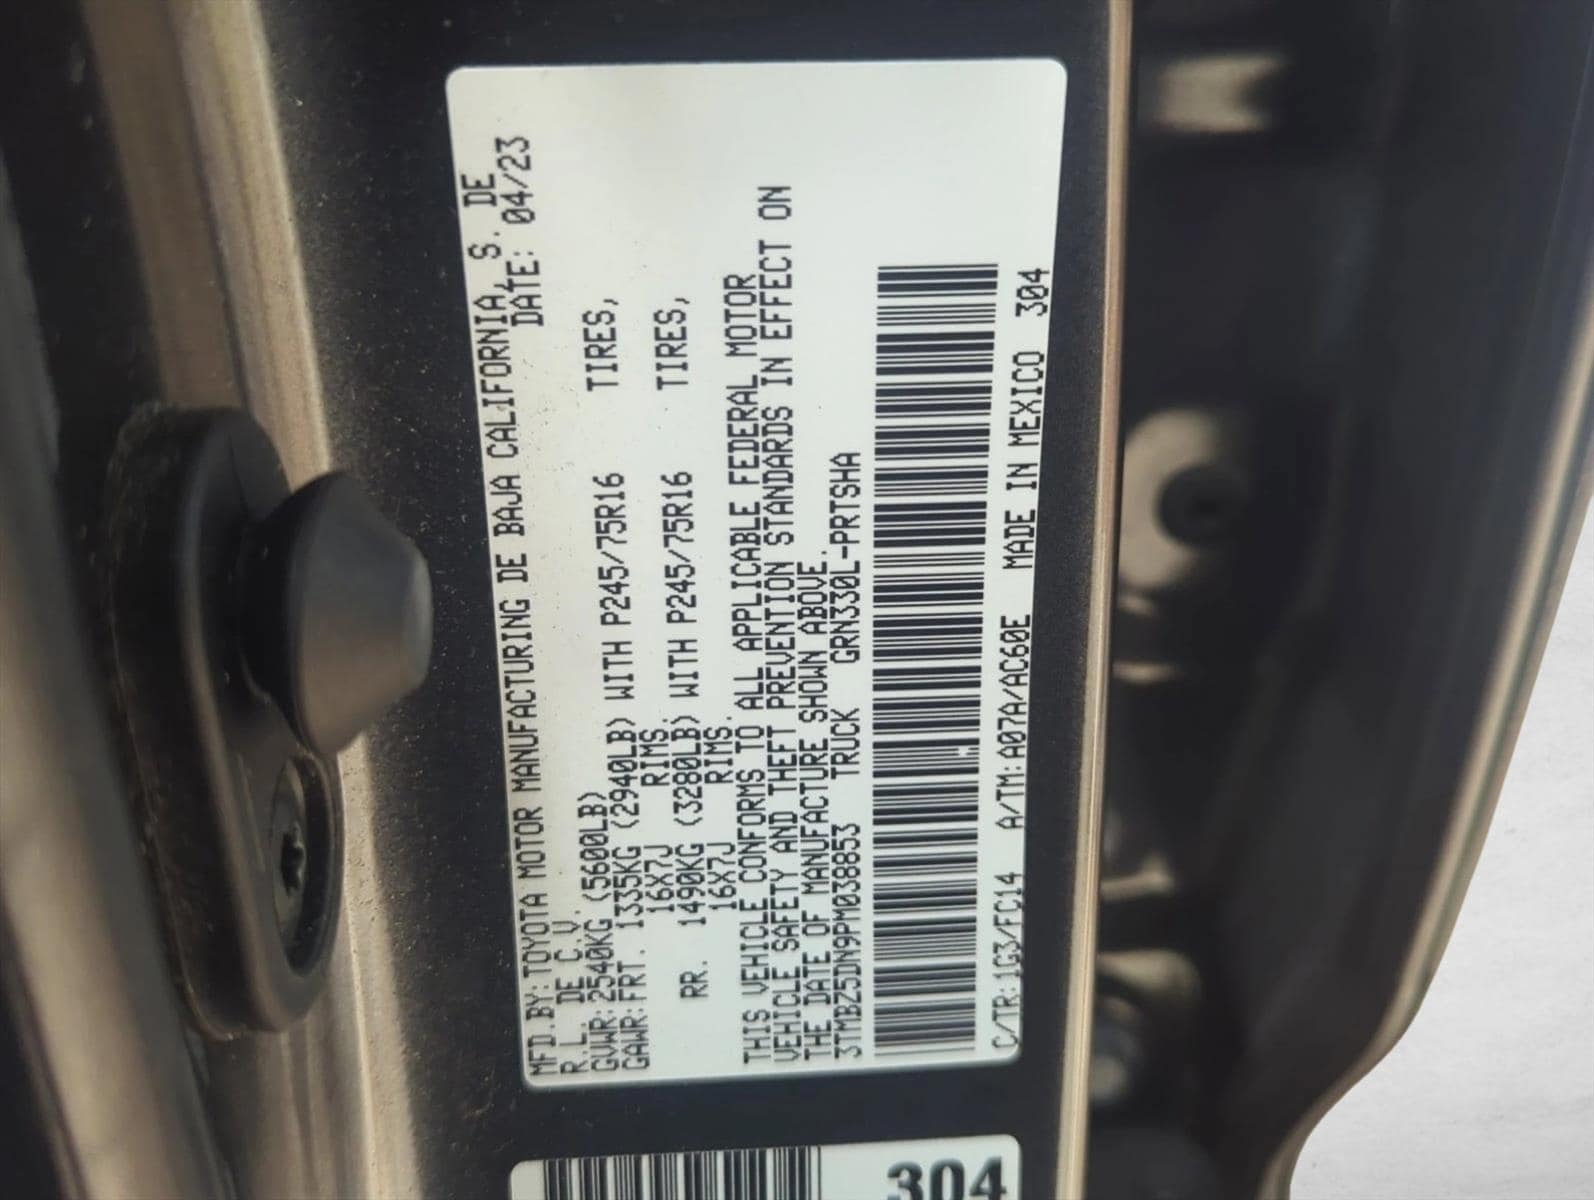 MFD.BY:TOYOTA MOTOR MANUFACTURING DE BAJA CALIFORNIA, S. DE
R.L. DE C.V. DATE: 04/23
GVWR:2540KG (5600LB)
GAWR:FRT. 1335KG (2940LB) WITH P245/75R16 TIRES,
16X7J RIMS.
RR. 1490KG (3280LB) WITH P245/75R16 TIRES,
16X7J RIMS.
THIS VEHICLE CONFORMS TO ALL APPLICABLE FEDERAL MOTOR
VEHICLE SAFETY AND THEFT PREVENTION STANDARDS IN EFFECT ON
THE DATE OF MANUFACTURE SHOWN ABOVE.
3TMBZ5DN9PM038853 TRUCK GRN330L-PRTSHA
C/TR:1G3/FC14 A/TM:A07A/AC60E MADE IN MEXICO 304
304